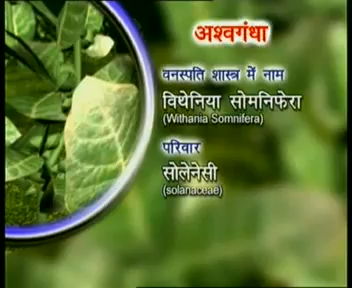 अश्वगंधा
वनस्पति शास्त्र में नाम
विथेनिया सोमनिफेरा
(Withania Somnifera)
परिवार
सोलेनेसी
(solanaceae)